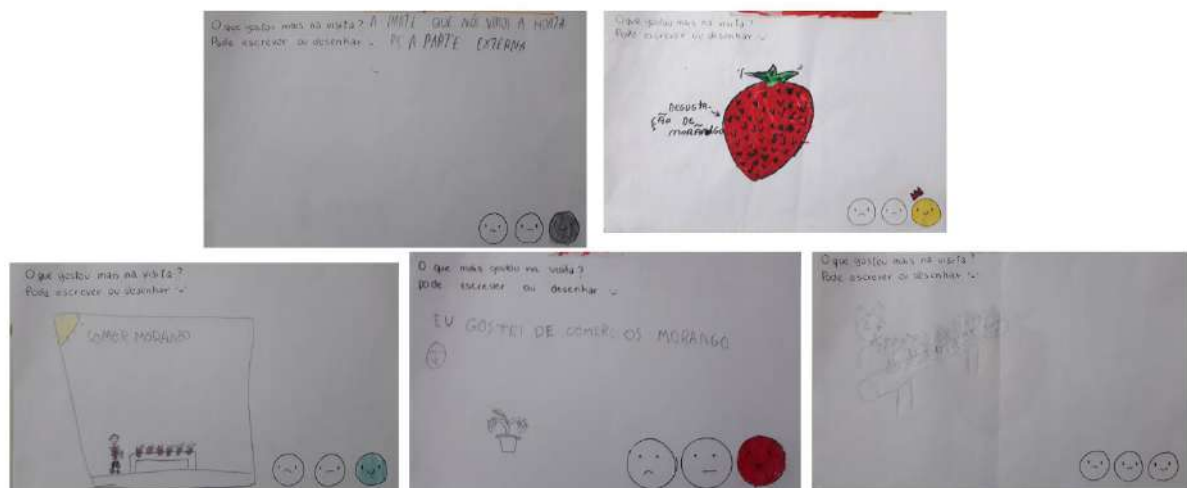 O que gostou mais na visita? A PARTE QUE NÓS VIMOS A HORTA
Pode escrever ou desenhar A PARTE EXTERNA
O que gostou mais na visita?
Pode escrever ou desenhar
DEGUSTA-
ÇÃO DE
MORANGO
O que gostou mais na visita?
Pode escrever ou desenhar
COMER MORANGO
O que mais gostou na visita?
pode escrever ou desenhar
EU GOSTEI DE COMER OS MORANGO
O que gostou mais na visita?
Pode escrever ou desenhar